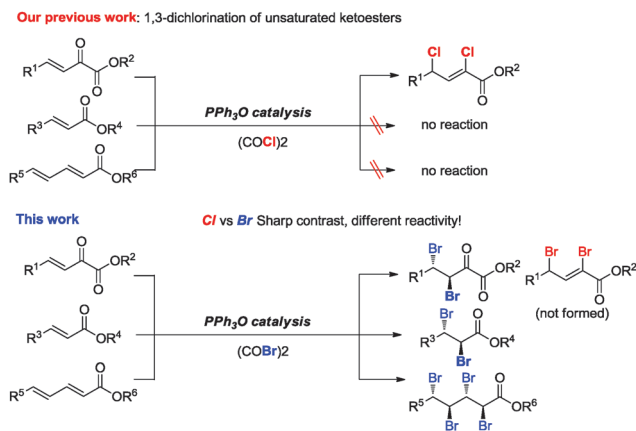 Our previous work: 1,3-dichlorination of unsaturated ketoesters
O
R¹
OR²
O
Cl
Cl
R¹
OR²
O
O
R³
OR⁴
PPh₃O catalysis
(COCl)2
no reaction
O
R⁵
OR⁶
no reaction
This work
Cl vs Br Sharp contrast, different reactivity!
O
R¹
OR²
O
Br
O
R¹
OR²
Br
O
Br
Br
R¹
OR²
O
(not formed)
O
R³
OR⁴
PPh₃O catalysis
(COBr)2
Br
O
R³
OR⁴
Br
O
R⁵
OR⁶
Br
Br
O
R⁵
OR⁶
Br
Br